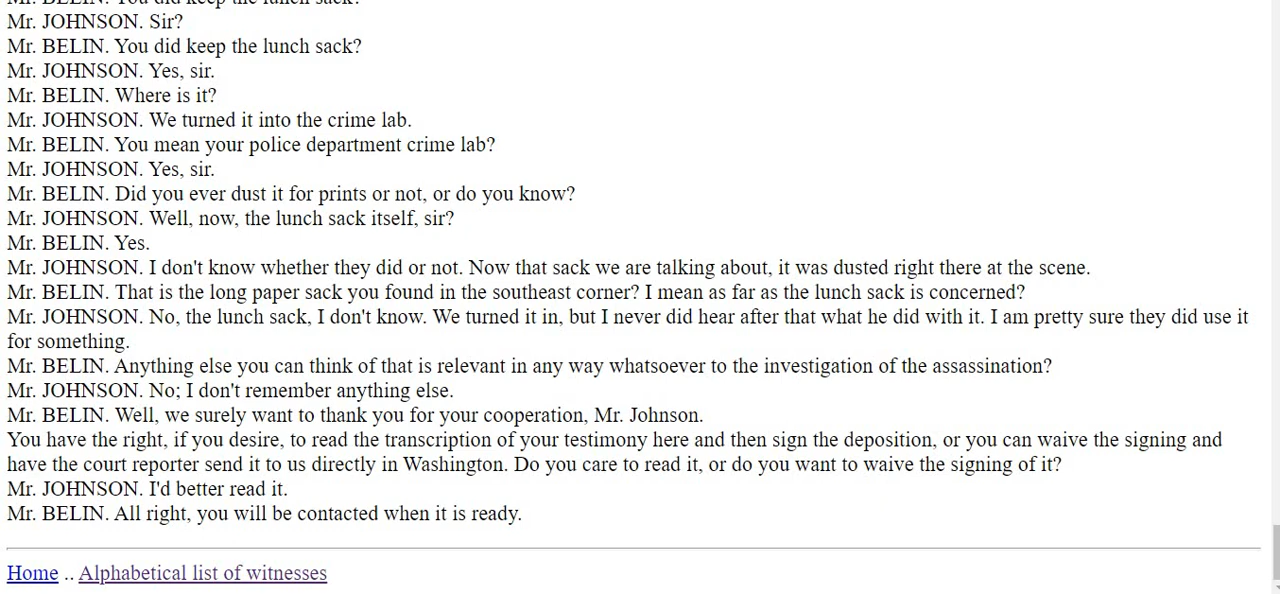 Mr. BELIN. You did keep the lunch sack?
Mr. JOHNSON. Sir?
Mr. BELIN. You did keep the lunch sack?
Mr. JOHNSON. Yes, sir.
Mr. BELIN. Where is it?
Mr. JOHNSON. We turned it into the crime lab.
Mr. BELIN. You mean your police department crime lab?
Mr. JOHNSON. Yes, sir.
Mr. BELIN. Did you ever dust it for prints or not, or do you know?
Mr. JOHNSON. Well, now, the lunch sack itself, sir?
Mr. BELIN. Yes.
Mr. JOHNSON. I don't know whether they did or not. Now that sack we are talking about, it was dusted right there at the scene.
Mr. BELIN. That is the long paper sack you found in the southeast corner? I mean as far as the lunch sack is concerned?
Mr. JOHNSON. No, the lunch sack, I don't know. We turned it in, but I never did hear after that what he did with it. I am pretty sure they did use it
for something.
Mr. BELIN. Anything else you can think of that is relevant in any way whatsoever to the investigation of the assassination?
Mr. JOHNSON. No; I don't remember anything else.
Mr. BELIN. Well, we surely want to thank you for your cooperation, Mr. Johnson.
You have the right, if you desire, to read the transcription of your testimony here and then sign the deposition, or you can waive the signing and
have the court reporter send it to us directly in Washington. Do you care to read it, or do you want to waive the signing of it?
Mr. JOHNSON. I'd better read it.
Mr. BELIN. All right, you will be contacted when it is ready.
Home .. Alphabetical list of witnesses